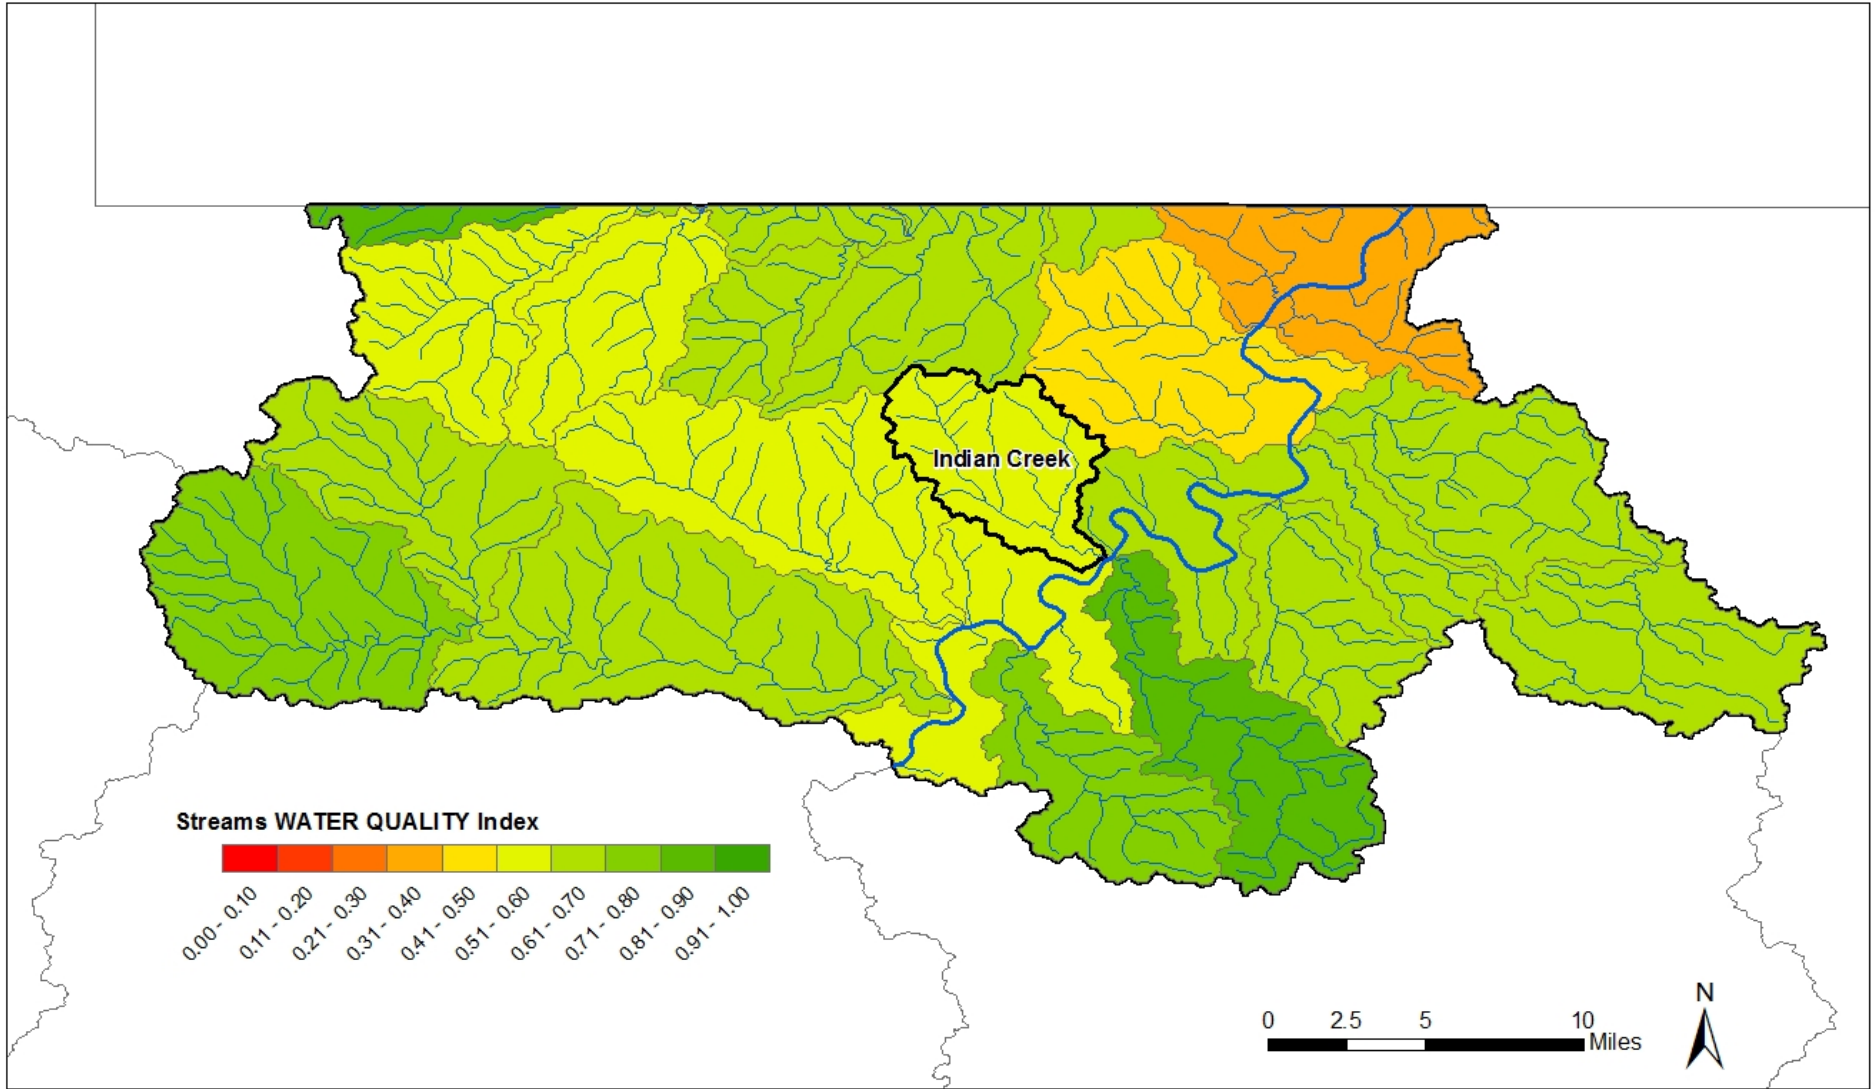 Indian Creek
Streams WATER QUALITY Index
0.00 - 0.10
0.11 - 0.20
0.21 - 0.30
0.31 - 0.40
0.41 - 0.50
0.51 - 0.60
0.61 - 0.70
0.71 - 0.80
0.81 - 0.90
0.91 - 1.00
N
0 2.5 5 10
Miles